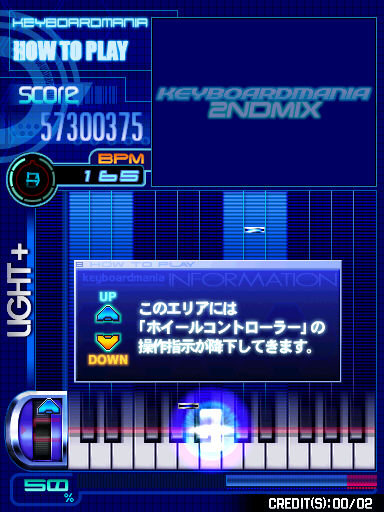 KEYBOARDMANIA
HOW TO PLAY
KEYBOARDMANIA
2NDMIX
SCORE
57300375
BPM
165
LIGHT+
HOW TO PLAY
keyboardmania INFORMATION
UP
DOWN
このエリアには
「ホイールコントローラー」の
操作指示が降下してきます。
50%
CREDIT(S):00/02